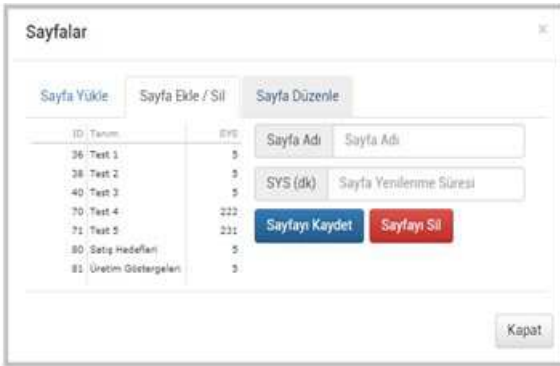 Sayfalar ×
Sayfa Yükle Sayfa Ekle / Sil Sayfa Düzenle
ID Tanım SYS
36 Test 1 5
38 Test 2 5
40 Test 3 5
70 Test 4 222
71 Test 5 231
80 Satış Hedefleri 5
81 Üretim Göstergeleri 5
Sayfa Adı Sayfa Adı
SYS (dk) Sayfa Yenilenme Süresi
Sayfayı Kaydet Sayfayı Sil
Kapat